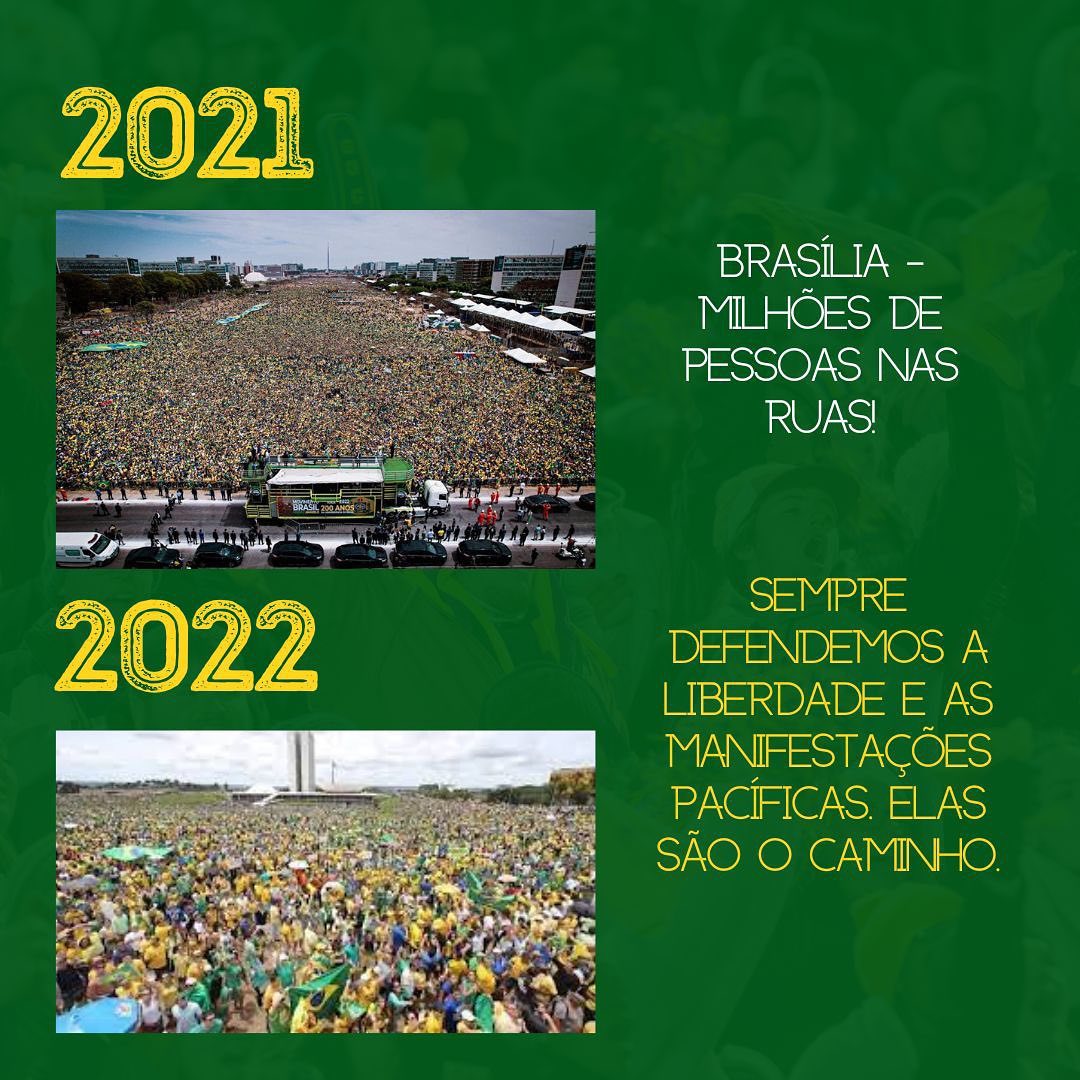 2021
BRASÍLIA -
MILHÕES DE
PESSOAS NAS
RUAS!
BRASIL 200 ANOS
2022
SEMPRE
DEFENDEMOS A
LIBERDADE E AS
MANIFESTAÇÕES
PACÍFICAS. ELAS
SÃO O CAMINHO.